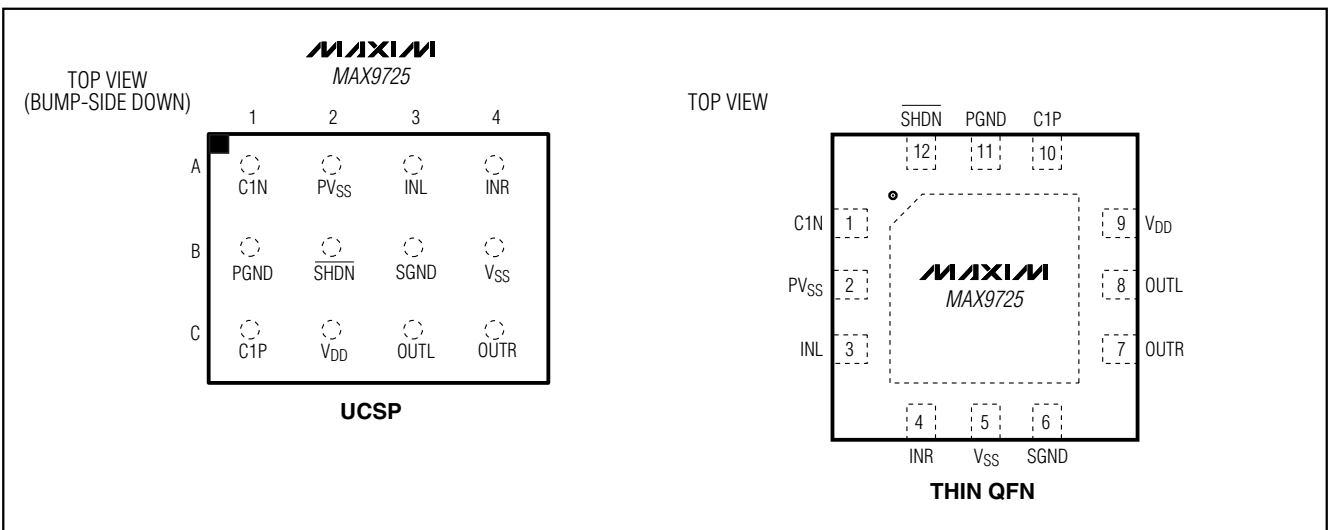 MAXIM
MAX9725
TOP VIEW
(BUMP-SIDE DOWN)
1 2 3 4
A
C1N PVSS INL INR
B
PGND SHDN SGND VSS
C
C1P VDD OUTL OUTR
UCSP
TOP VIEW
SHDN PGND C1P
12 11 10
C1N 1 9 VDD
MAXIM
PVSS 2 8 OUTL
MAX9725
INL 3 7 OUTR
4 5 6
INR VSS SGND
THIN QFN